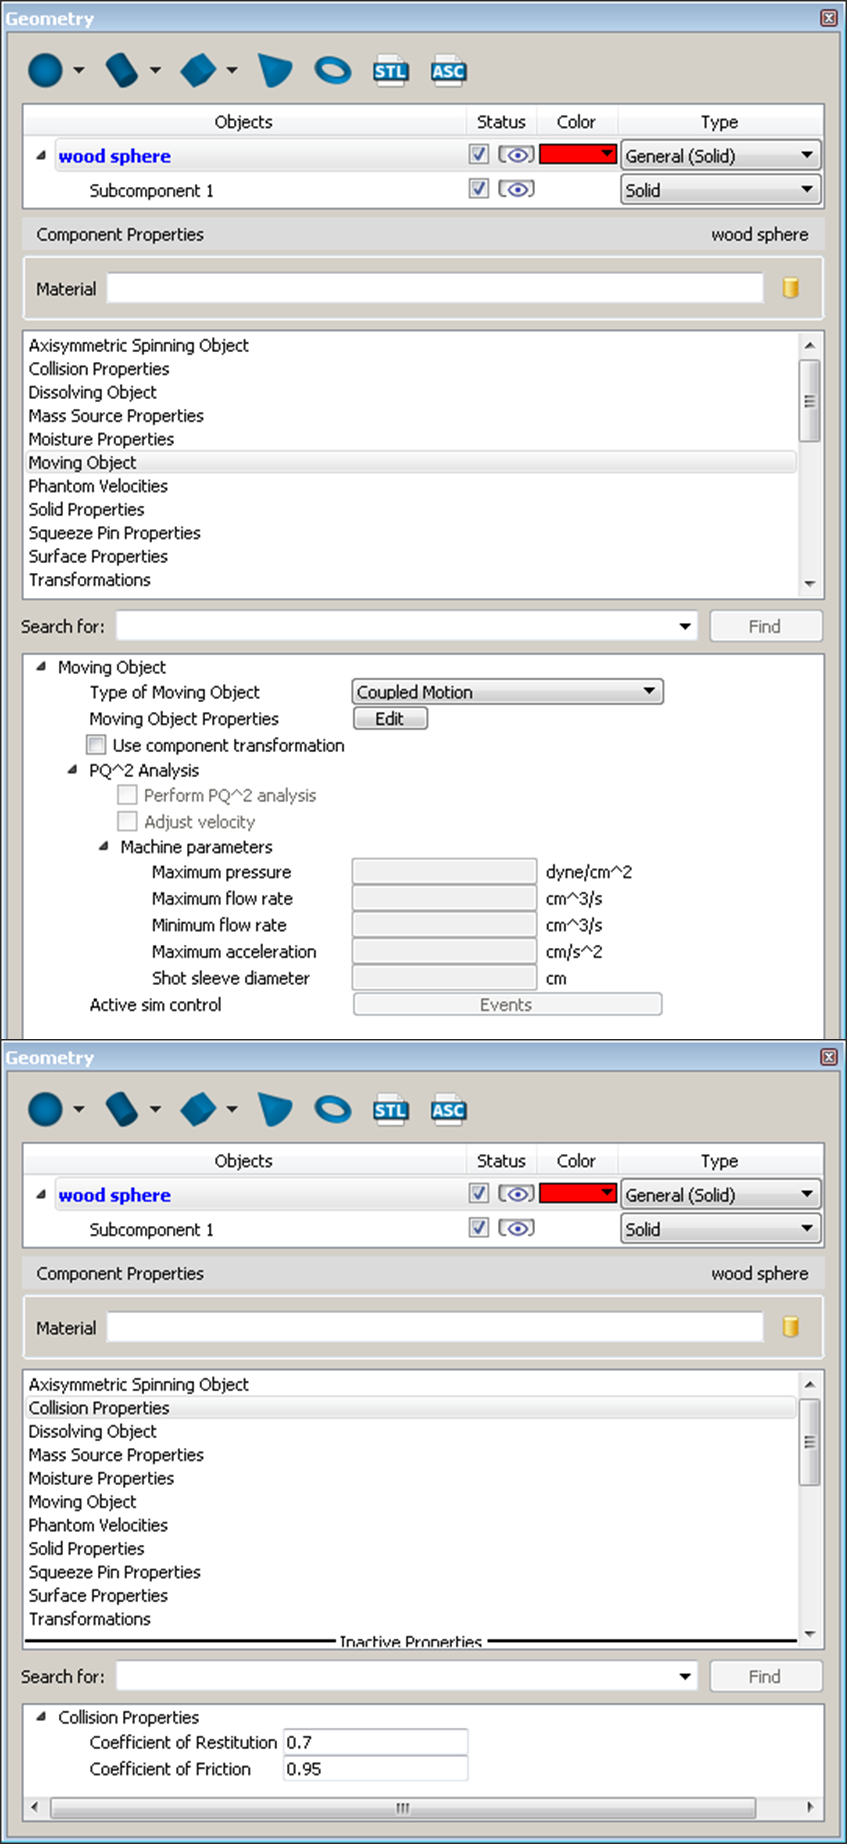 Geometry
STL ASC
Objects Status Color Type
wood sphere General (Solid)
Subcomponent 1 Solid
Component Properties wood sphere
Material
Axisymmetric Spinning Object
Collision Properties
Dissolving Object
Mass Source Properties
Moisture Properties
Moving Object
Phantom Velocities
Solid Properties
Squeeze Pin Properties
Surface Properties
Transformations
Search for: Find
Moving Object
Type of Moving Object Coupled Motion
Moving Object Properties Edit
Use component transformation
PQ^2 Analysis
Perform PQ^2 analysis
Adjust velocity
Machine parameters
Maximum pressure dyne/cm^2
Maximum flow rate cm^3/s
Minimum flow rate cm^3/s
Maximum acceleration cm/s^2
Shot sleeve diameter cm
Active sim control Events
Geometry
STL ASC
Objects Status Color Type
wood sphere General (Solid)
Subcomponent 1 Solid
Component Properties wood sphere
Material
Axisymmetric Spinning Object
Collision Properties
Dissolving Object
Mass Source Properties
Moisture Properties
Moving Object
Phantom Velocities
Solid Properties
Squeeze Pin Properties
Surface Properties
Transformations
Inactive Properties
Search for: Find
Collision Properties
Coefficient of Restitution 0.7
Coefficient of Friction 0.95